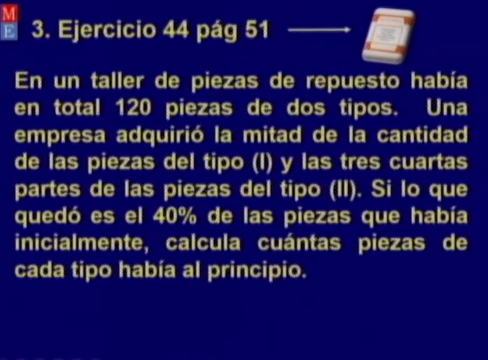 M
E
3. Ejercicio 44 pág 51
En un taller de piezas de repuesto había
en total 120 piezas de dos tipos. Una
empresa adquirió la mitad de la cantidad
de las piezas del tipo (I) y las tres cuartas
partes de las piezas del tipo (II). Si lo que
quedó es el 40% de las piezas que había
inicialmente, calcula cuántas piezas de
cada tipo había al principio.